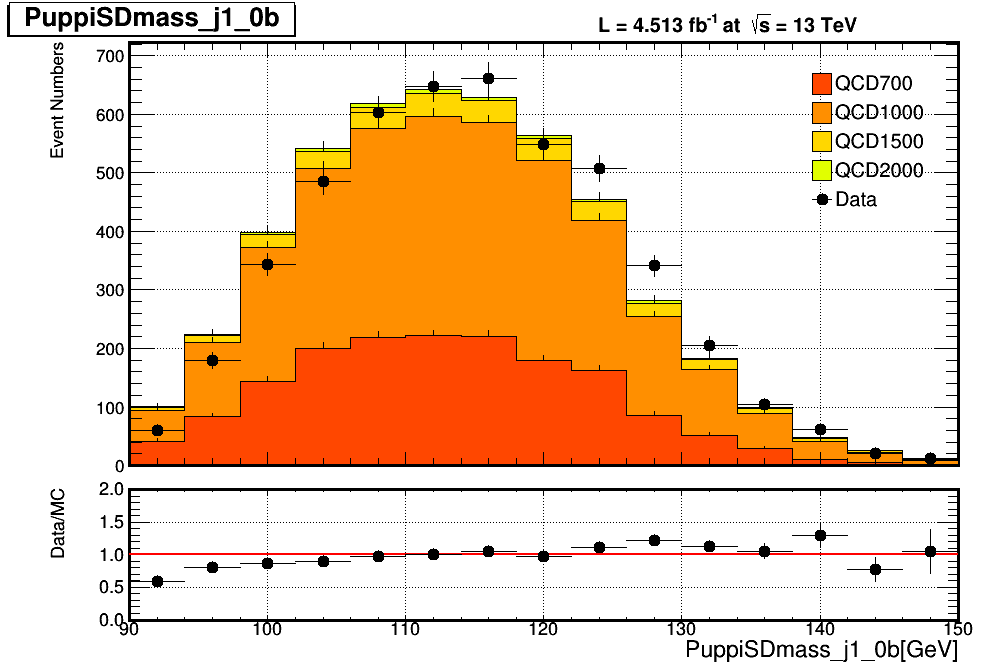 PuppiSDmass_j1_0b
L = 4.513 fb⁻¹ at √s = 13 TeV
Event Numbers
700
600
500
400
300
200
100
0
QCD700
QCD1000
QCD1500
QCD2000
Data
Data/MC
2.0
1.5
1.0
0.5
0.0
90 100 110 120 130 140 150
PuppiSDmass_j1_0b[GeV]